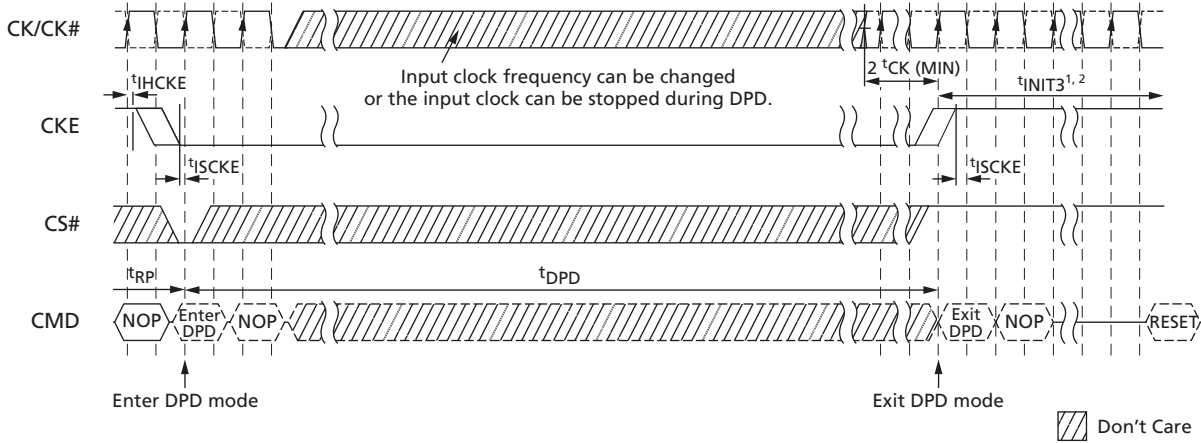 CK/CK#
2 tCK (MIN)
Input clock frequency can be changed
or the input clock can be stopped during DPD.
tIHCKE
tINIT3¹, ²
CKE
tISCKE
tISCKE
CS#
tRP
tDPD
CMD
NOP
Enter
DPD
NOP
Exit
DPD
NOP
RESET
Enter DPD mode
Exit DPD mode
Don't Care